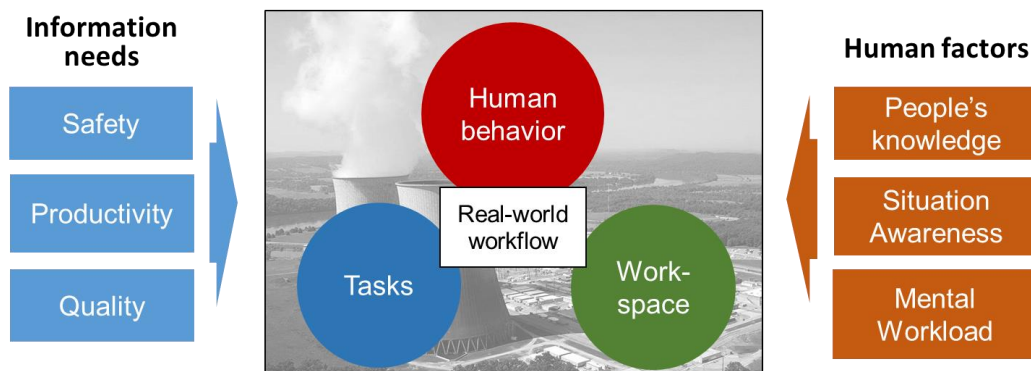 Information
needs
Safety
Productivity
Quality
Human
behavior
Real-world
workflow
Tasks
Work-
space
Human factors
People's
knowledge
Situation
Awareness
Mental
Workload